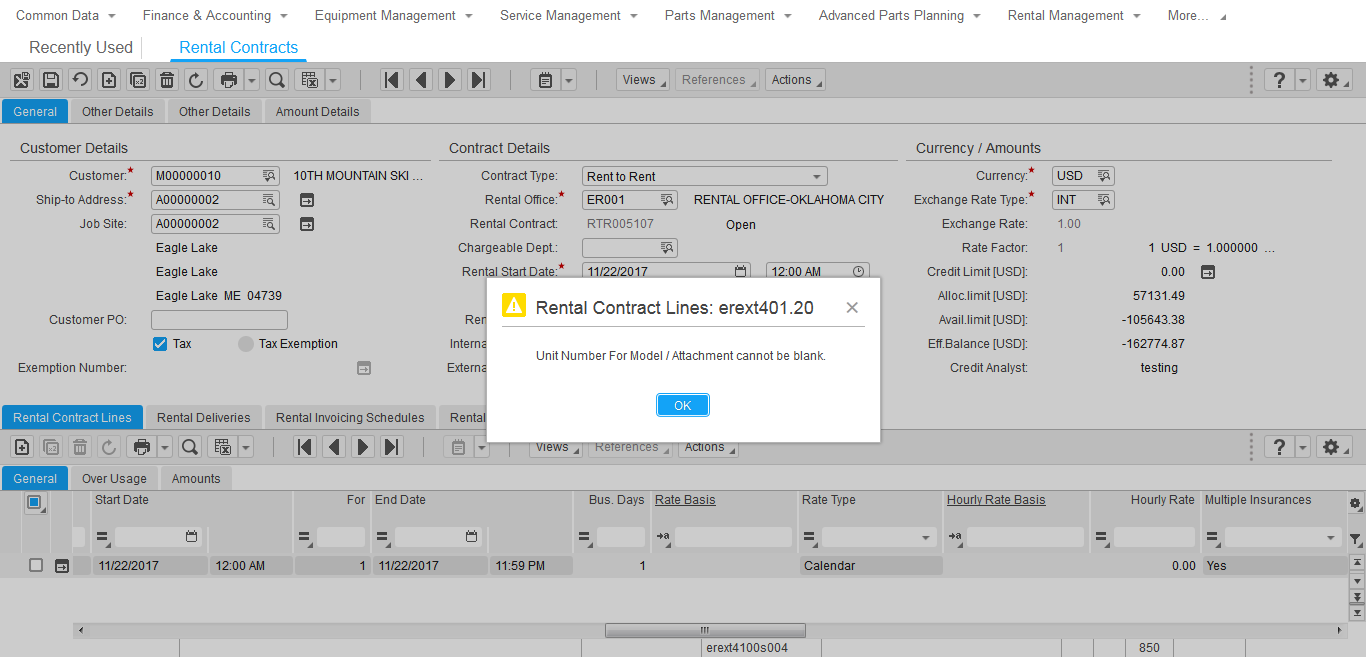 Common Data Finance & Accounting Equipment Management Service Management Parts Management Advanced Parts Planning Rental Management More...
Recently Used Rental Contracts
Views References Actions ?
General Other Details Other Details Amount Details
Customer Details Contract Details Currency / Amounts
Customer:* M00000010 10TH MOUNTAIN SKI ... Contract Type: Rent to Rent Currency:* USD
Ship-to Address:* A00000002 Rental Office:* ER001 RENTAL OFFICE-OKLAHOMA CITY Exchange Rate Type:* INT
Job Site: A00000002 Rental Contract: RTR005107 Open Exchange Rate: 1.00
Eagle Lake Chargeable Dept.: Rate Factor: 1 1 USD = 1.000000 ...
Eagle Lake Rental Start Date:* 11/22/2017 12:00 AM Credit Limit [USD]: 0.00
Eagle Lake ME 04739 Alloc.limit [USD]: 57131.49
Rental Contract Lines: erext401.20
Customer PO: Ren Avail.limit [USD]: -105643.38
Tax Tax Exemption Interna Eff.Balance [USD]: -162774.87
Unit Number For Model / Attachment cannot be blank.
Exemption Number: Externa Credit Analyst: testing
OK
Rental Contract Lines Rental Deliveries Rental Invoicing Schedules Rental
Views References Actions ?
General Over Usage Amounts
Start Date For End Date Bus. Days Rate Basis Rate Type Hourly Rate Basis Hourly Rate Multiple Insurances
11/22/2017 12:00 AM 1 11/22/2017 11:59 PM 1 Calendar 0.00 Yes
erext4100s004 850